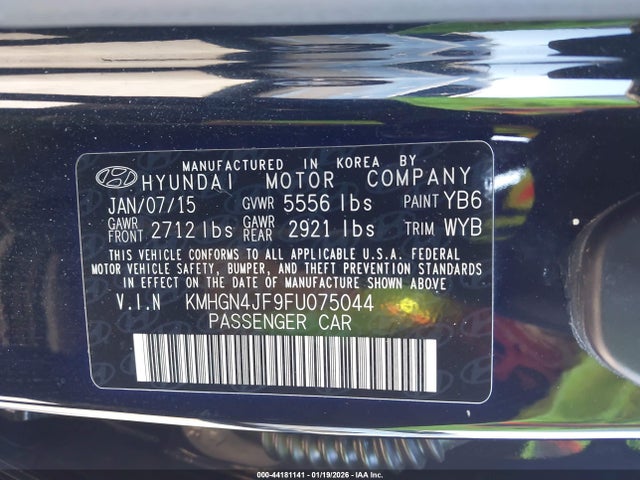 MANUFACTURED IN KOREA BY
HYUNDAI MOTOR COMPANY
JAN/07/15 GVWR 5556 lbs PAINT YB6
GAWR FRONT 2712 lbs GAWR REAR 2921 lbs TRIM WYB
THIS VEHICLE CONFORMS TO ALL APPLICABLE U.S.A. FEDERAL
MOTOR VEHICLE SAFETY, BUMPER, AND THEFT PREVENTION STANDARDS
IN EFFECT ON THE DATE OF MANUFACTURE SHOWN ABOVE.
V.I.N KMHGN4JF9FU075044
PASSENGER CAR
000-44181141 - 01/19/2026 - IAA